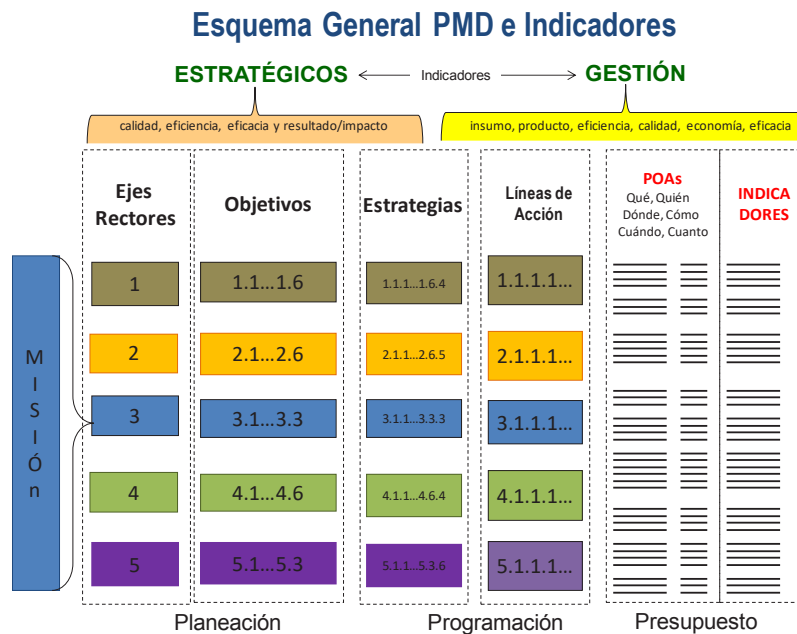 Esquema General PMD e Indicadores
ESTRATÉGICOS
Indicadores
GESTIÓN
calidad, eficiencia, eficacia y resultado/impacto
insumo, producto, eficiencia, calidad, economía, eficacia
Ejes
Rectores
Objetivos
Estrategias
Líneas de
Acción
POAs
Qué, Quién
Dónde, Cómo
Cuándo, Cuanto
INDICA
DORES
MISIÓn
1
1.1...1.6
1.1.1...1.6.4
1.1.1.1...
2
2.1...2.6
2.1.1...2.6.5
2.1.1.1...
3
3.1...3.3
3.1.1...3.3.3
3.1.1.1...
4
4.1...4.6
4.1.1...4.6.4
4.1.1.1...
5
5.1...5.3
5.1.1...5.3.6
5.1.1.1...
Planeación
Programación
Presupuesto